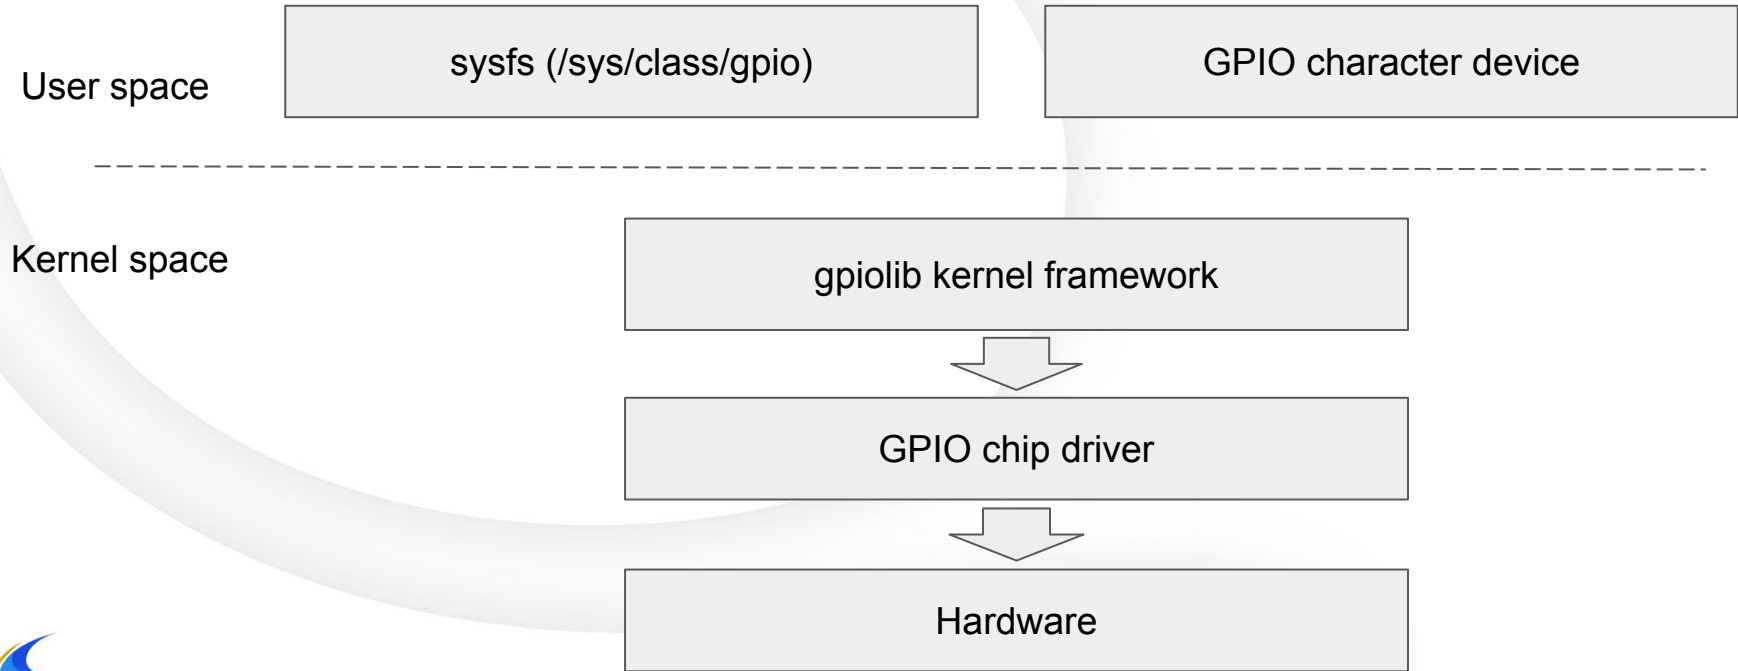 User space
sysfs (/sys/class/gpio)
GPIO character device
Kernel space
gpiolib kernel framework
GPIO chip driver
Hardware